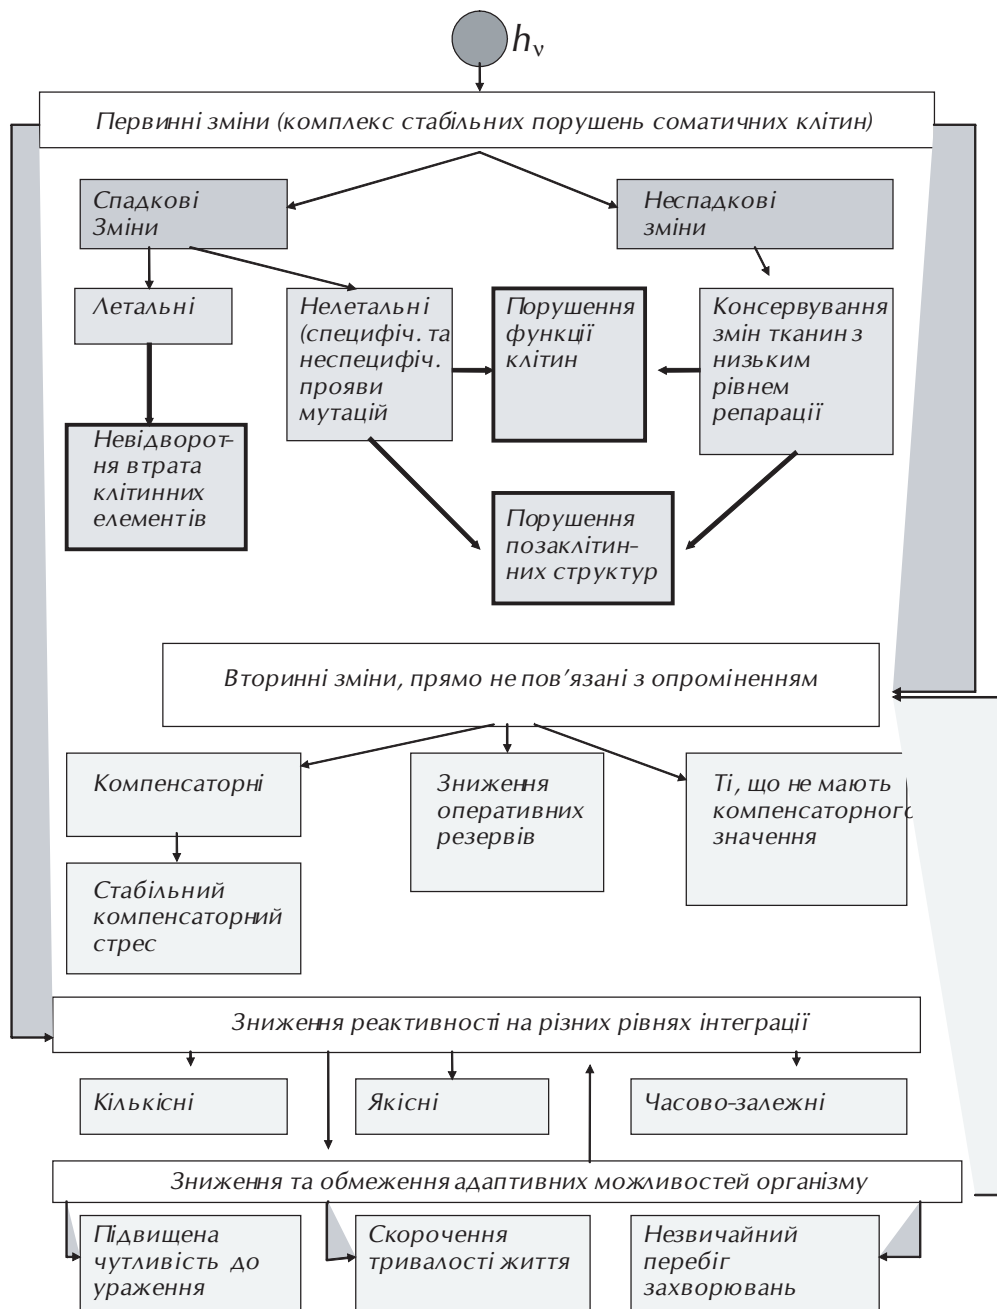 hν
Первинні зміни (комплекс стабільних порушень соматичних клітин)
Спадкові
Зміни
Неспадкові
зміни
Летальні
Нелетальні
(специфіч. та
неспецифіч.
прояви
мутацій
Порушення
функції
клітин
Консервування
змін тканин з
низьким
рівнем
репарації
Невідворот-
ня втрата
клітинних
елементів
Порушення
позаклітин-
них структур
Вторинні зміни, прямо не пов’язані з опроміненням
Компенсаторні
Зниження
оперативних
резервів
Ті, що не мають
компенсаторного
значення
Стабільний
компенсаторний
стрес
Зниження реактивності на різних рівнях інтеграції
Кількісні
Якісні
Часово-залежні
Зниження та обмеження адаптивних можливостей організму
Підвищена
чутливість до
ураження
Скорочення
тривалості життя
Незвичайний
перебіг
захворювань